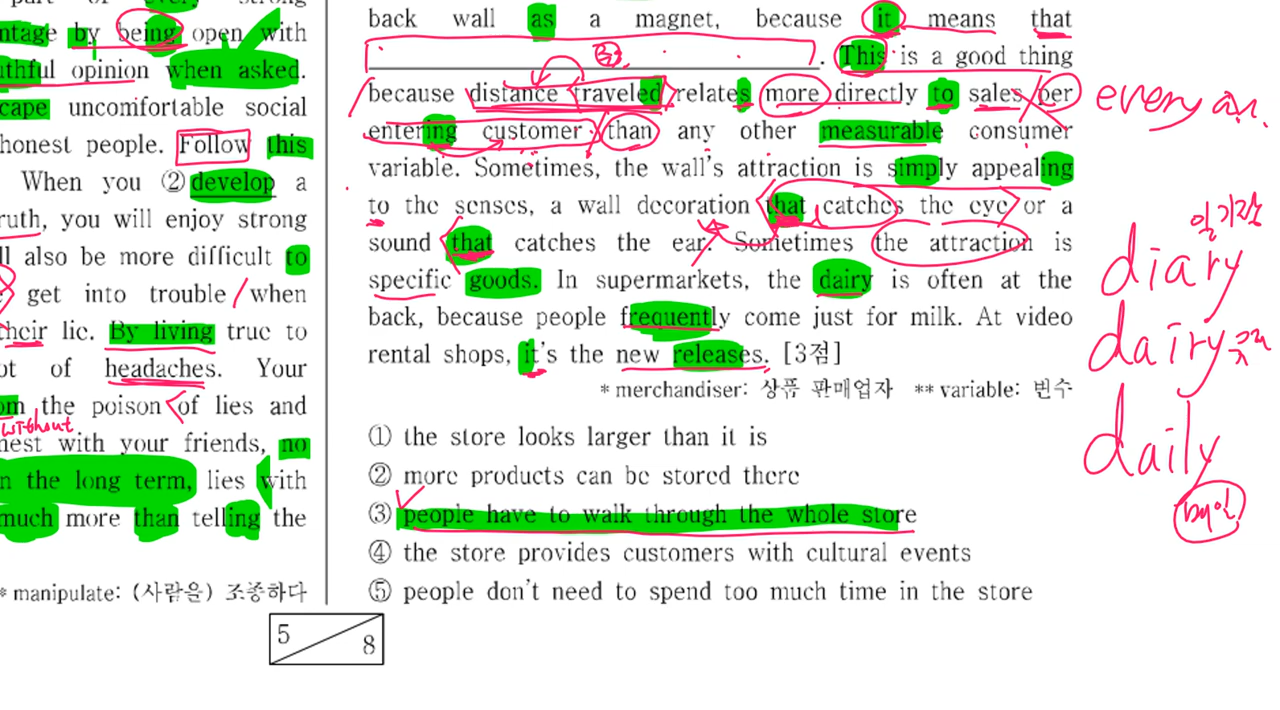 ntage by being open with
uthful opinion when asked.
cape uncomfortable social
honest people. Follow this
When you ② develop a
ruth, you will enjoy strong
ll also be more difficult to
get into trouble / when
their lie. By living true to
ot of headaches. Your
om the poison of lies and
without
nest with your friends, no
n the long term, lies with
much more than telling the
* manipulate: (사람을) 조종하다
back wall as a magnet, because it means that
. This is a good thing
because distance traveled relates more directly to sales per
entering customer than any other measurable consumer
variable. Sometimes, the wall's attraction is simply appealing
to the senses, a wall decoration that catches the eye or a
sound that catches the ear. Sometimes the attraction is
specific goods. In supermarkets, the dairy is often at the
back, because people frequently come just for milk. At video
rental shops, it's the new releases. [3점]
* merchandiser: 상품 판매업자 ** variable: 변수
① the store looks larger than it is
② more products can be stored there
③ people have to walk through the whole store
④ the store provides customers with cultural events
⑤ people don't need to spend too much time in the store
every
일기장
diary
dairy
daily
매일
5
8